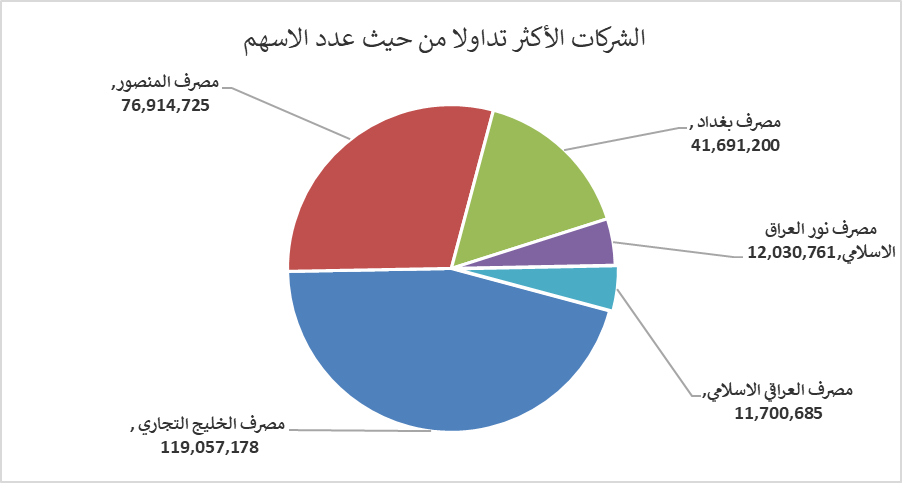 الشركات الأكثر تداولا من حيث عدد الاسهم
مصرف المنصور,
76,914,725
مصرف بغداد ,
41,691,200
مصرف نور العراق
الاسلامي,12,030,761
مصرف العراقي الاسلامي,
11,700,685
مصرف الخليج التجاري ,
119,057,178